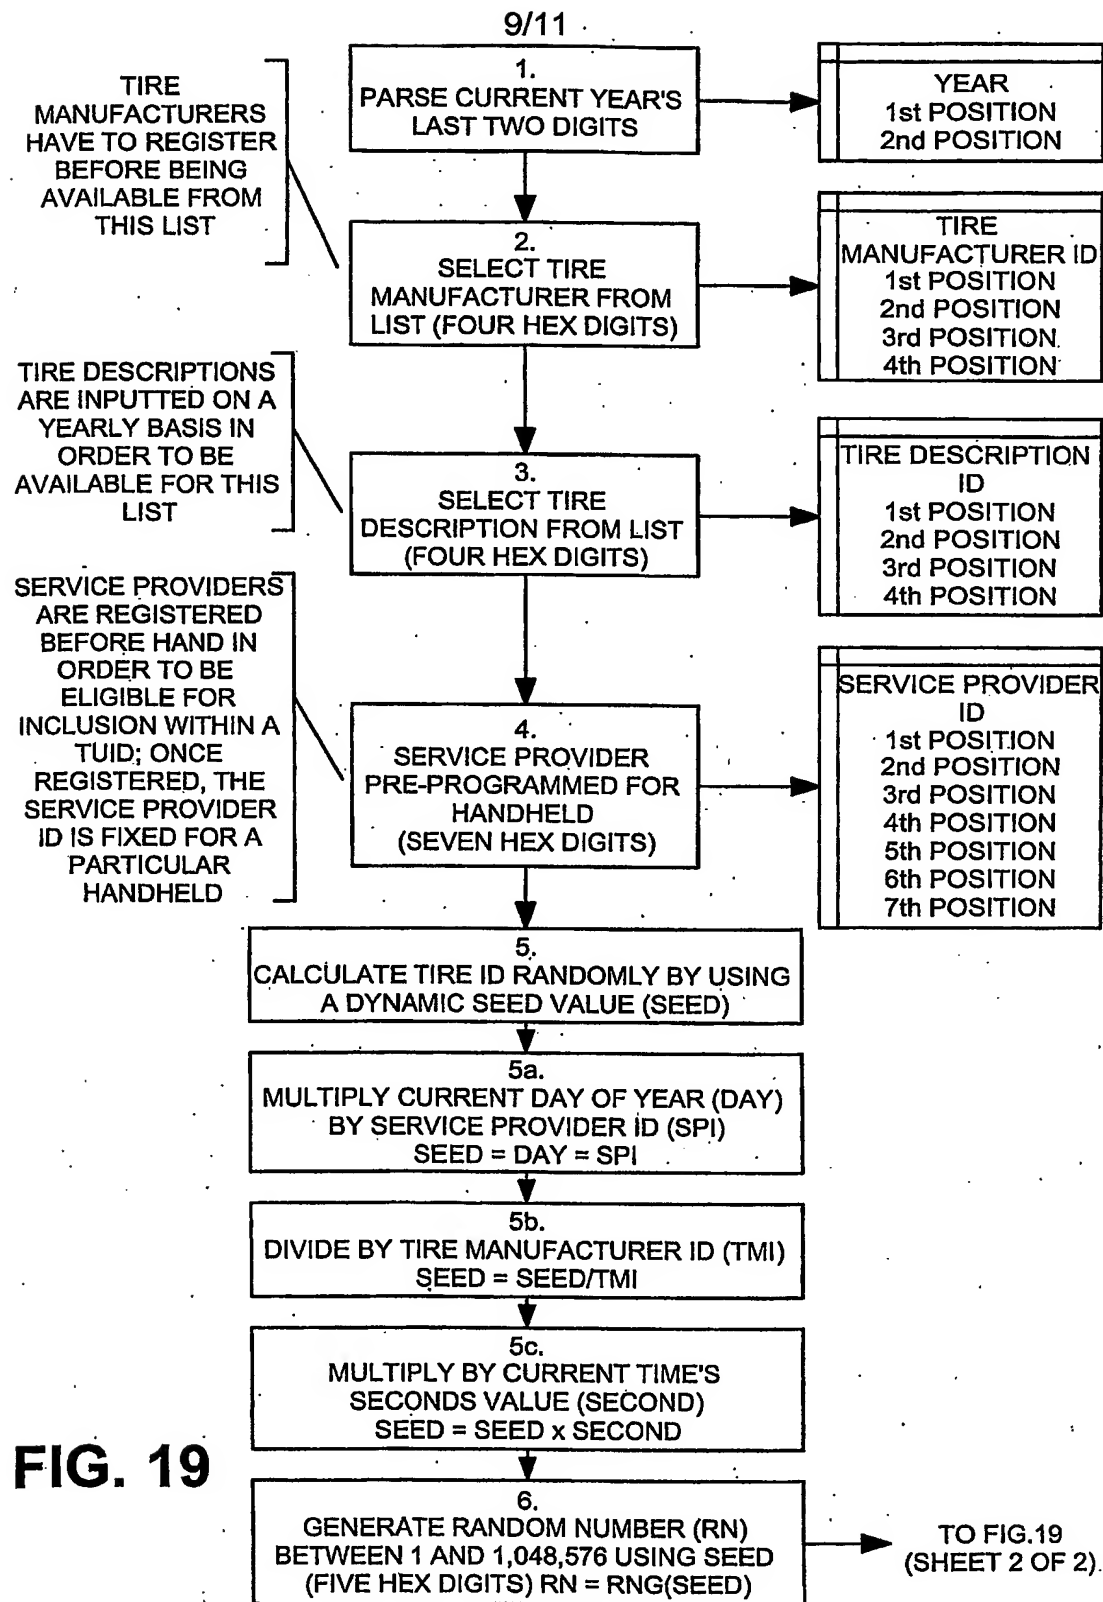 9/11
TIRE
MANUFACTURERS
HAVE TO REGISTER
BEFORE BEING
AVAILABLE FROM
THIS LIST
1.
PARSE CURRENT YEAR'S
LAST TWO DIGITS
YEAR
1st POSITION
2nd POSITION
2.
SELECT TIRE
MANUFACTURER FROM
LIST (FOUR HEX DIGITS)
TIRE
MANUFACTURER ID
1st POSITION
2nd POSITION
3rd POSITION
4th POSITION
TIRE DESCRIPTIONS
ARE INPUTTED ON A
YEARLY BASIS IN
ORDER TO BE
AVAILABLE FOR THIS
LIST
3.
SELECT TIRE
DESCRIPTION FROM LIST
(FOUR HEX DIGITS)
TIRE DESCRIPTION
ID
1st POSITION
2nd POSITION
3rd POSITION
4th POSITION
SERVICE PROVIDERS
ARE REGISTERED
BEFORE HAND IN
ORDER TO BE
ELIGIBLE FOR
INCLUSION WITHIN A
TUID; ONCE
REGISTERED, THE
SERVICE PROVIDER
ID IS FIXED FOR A
PARTICULAR
HANDHELD
4.
SERVICE PROVIDER
PRE-PROGRAMMED FOR
HANDHELD
(SEVEN HEX DIGITS)
SERVICE PROVIDER
ID
1st POSITION
2nd POSITION
3rd POSITION
4th POSITION
5th POSITION
6th POSITION
7th POSITION
5.
CALCULATE TIRE ID RANDOMLY BY USING
A DYNAMIC SEED VALUE (SEED)
5a.
MULTIPLY CURRENT DAY OF YEAR (DAY)
BY SERVICE PROVIDER ID (SPI)
SEED = DAY = SPI
5b.
DIVIDE BY TIRE MANUFACTURER ID (TMI)
SEED = SEED/TMI
5c.
MULTIPLY BY CURRENT TIME'S
SECONDS VALUE (SECOND)
SEED = SEED x SECOND
FIG. 19
6.
GENERATE RANDOM NUMBER (RN)
BETWEEN 1 AND 1,048,576 USING SEED
(FIVE HEX DIGITS) RN = RNG(SEED)
TO FIG.19
(SHEET 2 OF 2)